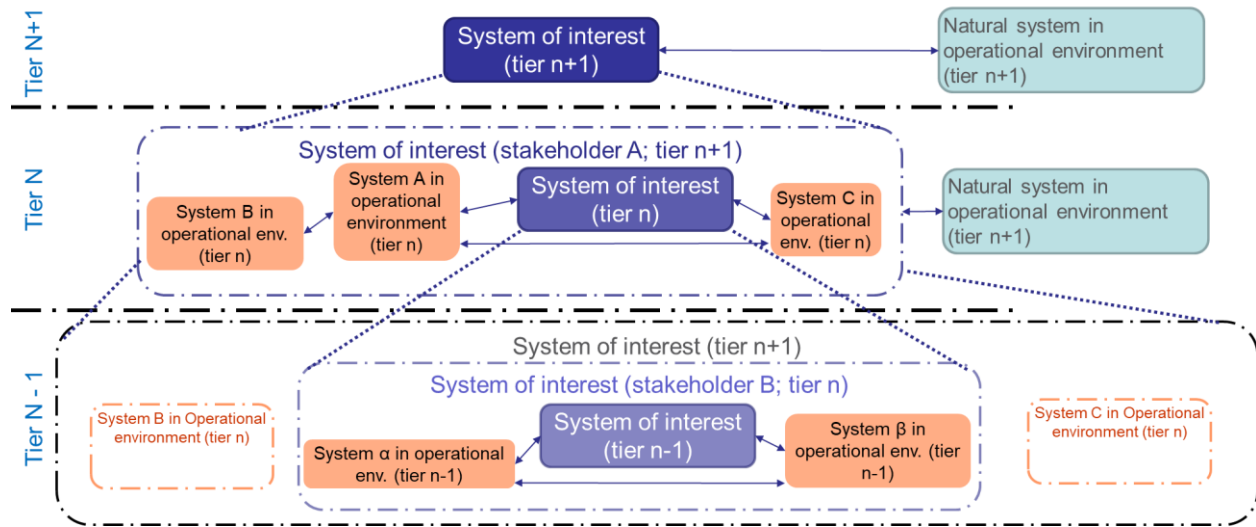 Tier N+1
System of interest
(tier n+1)
Natural system in
operational environment
(tier n+1)
Tier N
System of interest (stakeholder A; tier n+1)
System B in
operational env.
(tier n)
System A in
operational
environment
(tier n)
System of interest
(tier n)
System C in
operational
env. (tier n)
Natural system in
operational environment
(tier n+1)
Tier N - 1
System of interest (tier n+1)
System of interest (stakeholder B; tier n)
System B in Operational
environment (tier n)
System α in operational
env. (tier n-1)
System of interest
(tier n-1)
System β in
operational env. (tier
n-1)
System C in Operational
environment (tier n)